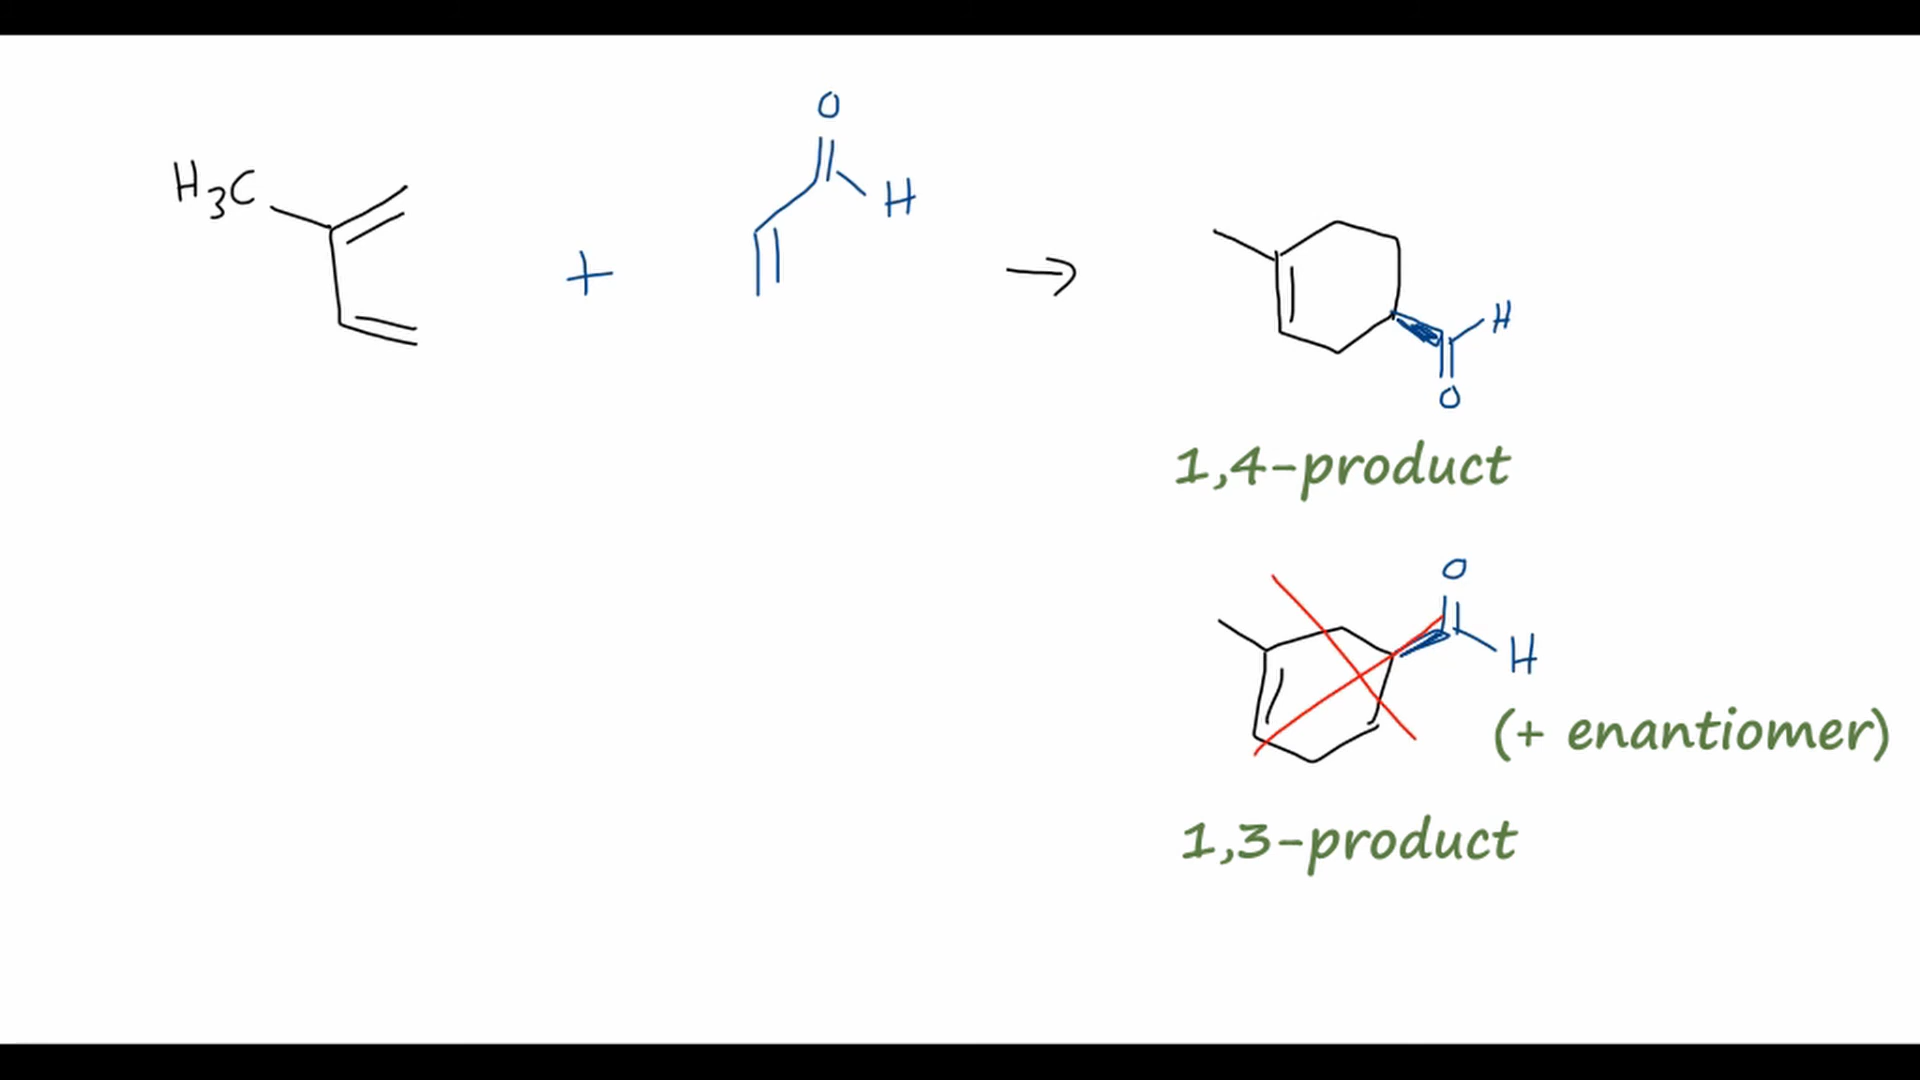 O
H3C
H
+
→
H
O
1,4-product
O
H
(+ enantiomer)
1,3-product